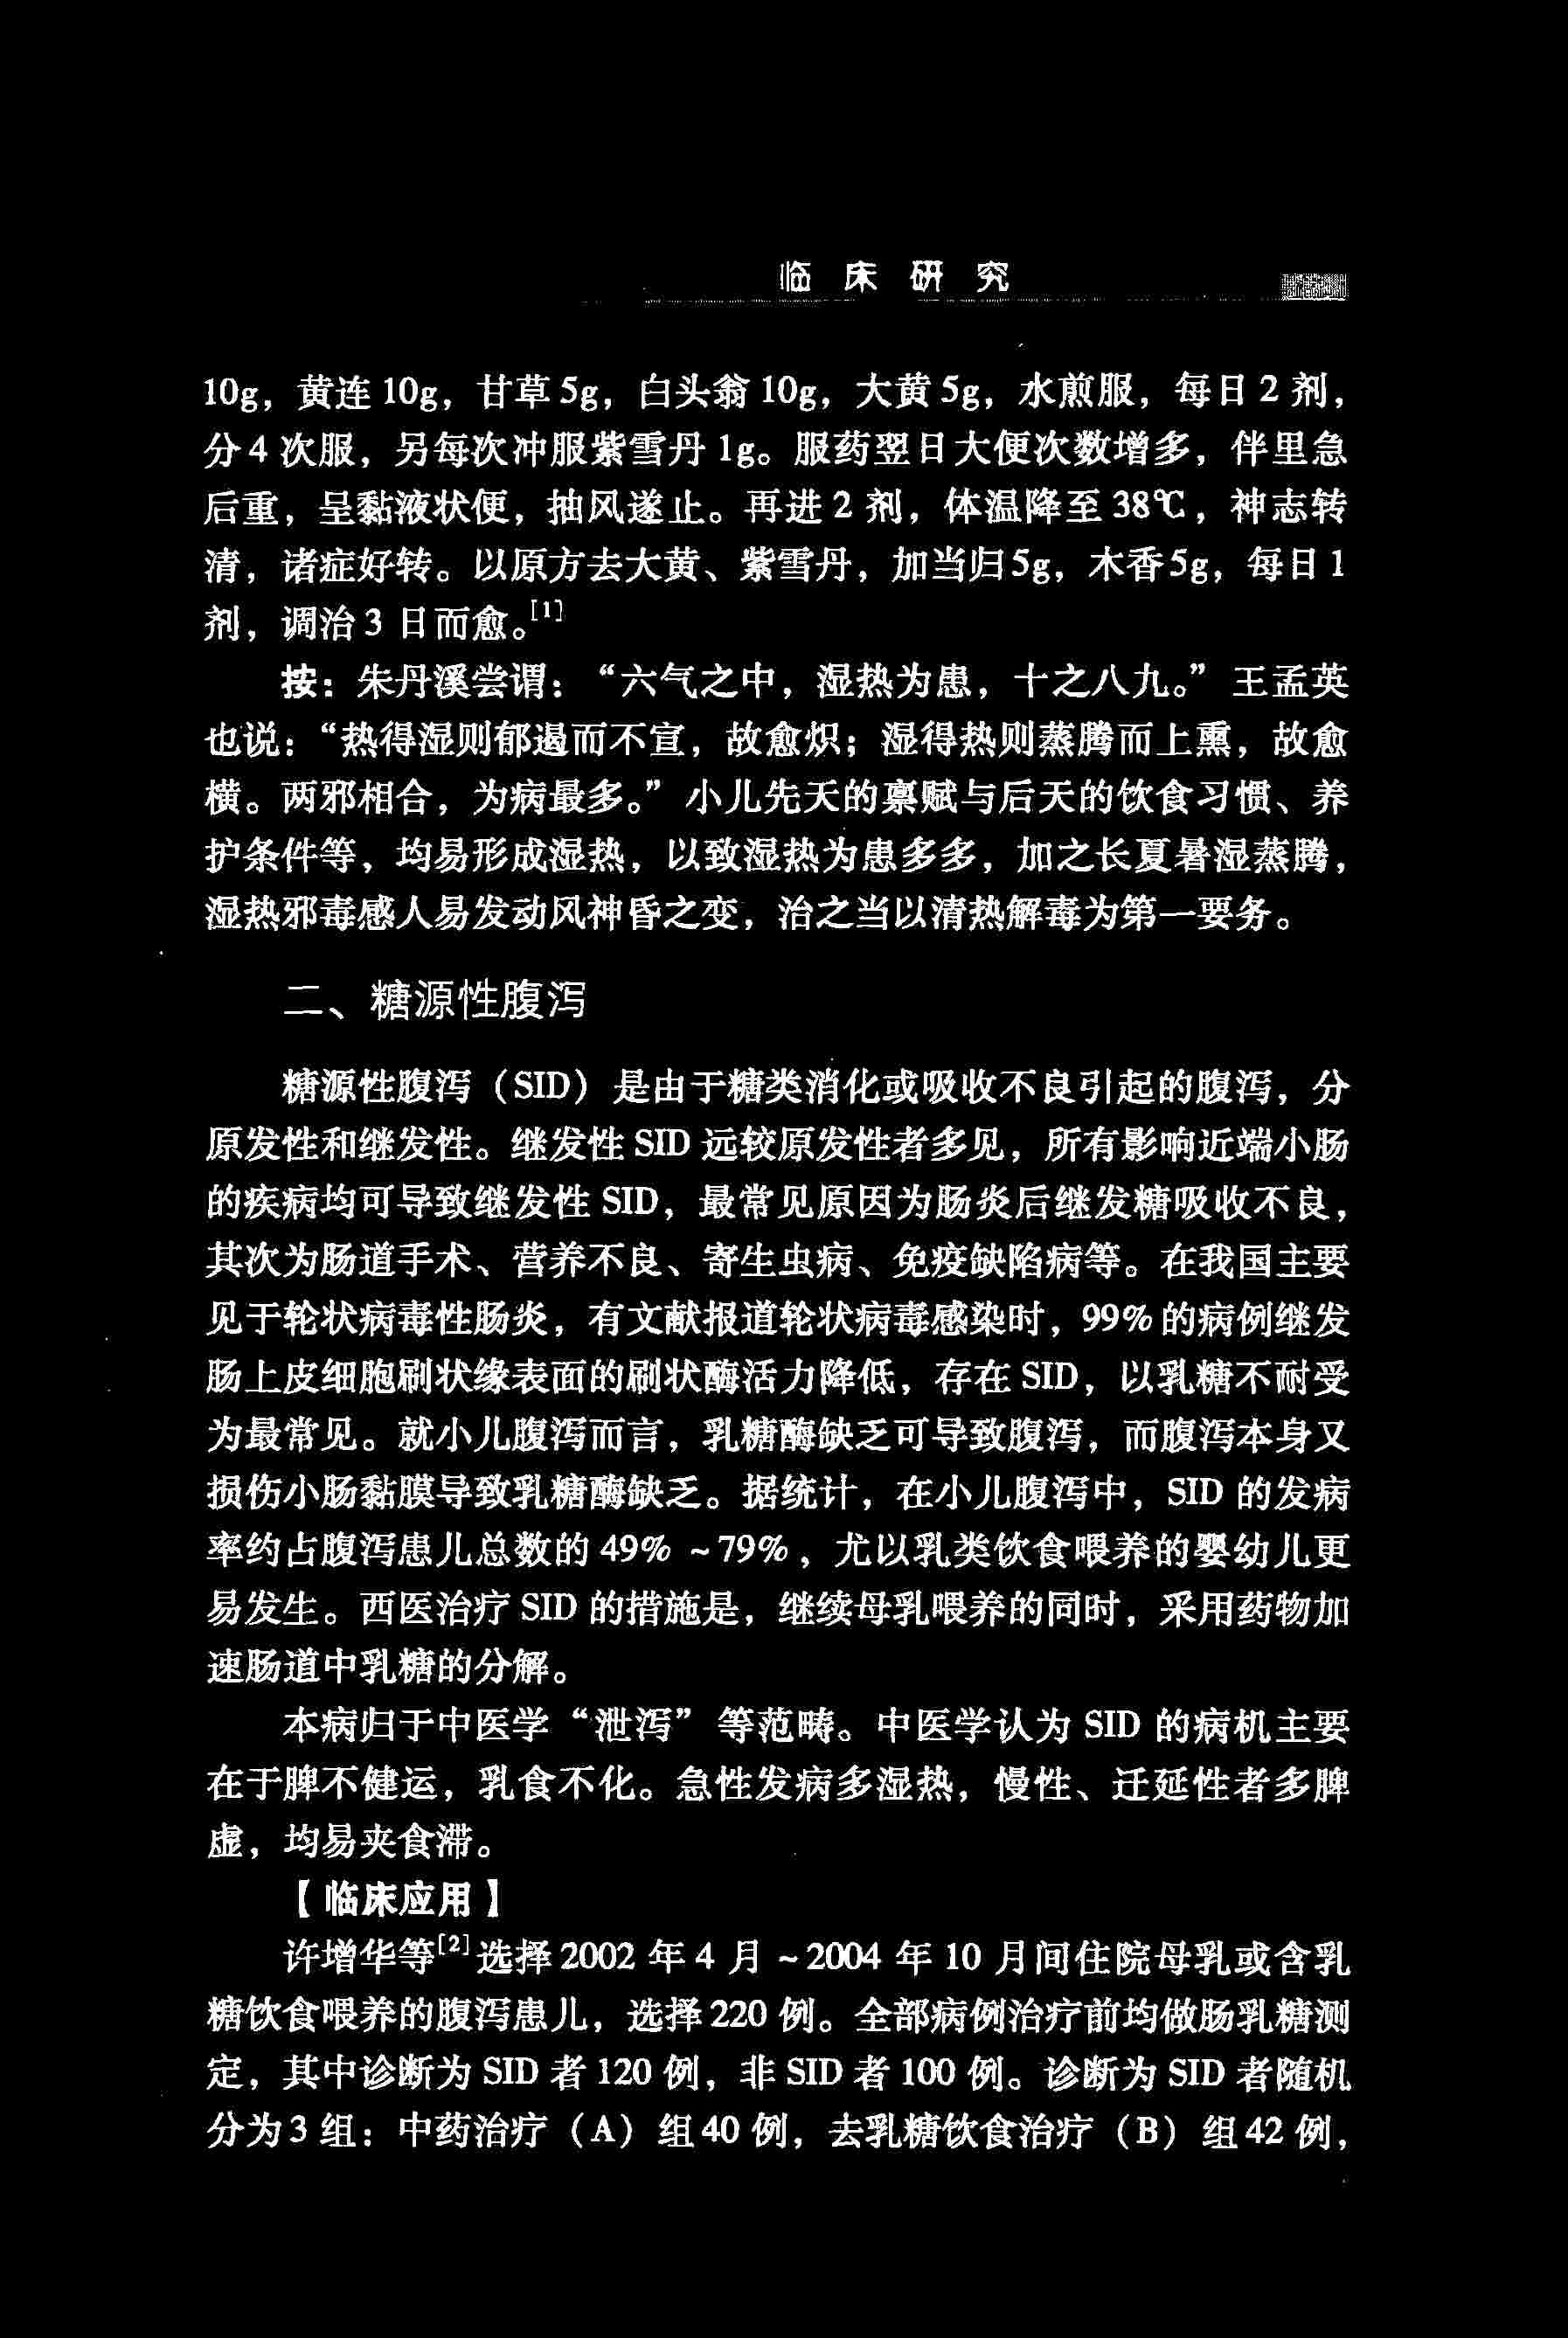 临床研究
10g，黄连10g，甘草5g，白头翁10g，大黄5g，水煎服，每日2剂，
分4次服，另每次冲服紫雪丹1g。服药翌日大便次数增多，伴里急
后重，呈黏液状便，抽风遂止。再进2剂，体温降至38℃，神志转
清，诸症好转。以原方去大黄、紫雪丹，加当归5g，木香5g，每日1
剂，调治3日而愈。[1]
按：朱丹溪尝谓：“六气之中，湿热为患，十之八九。”王孟英
也说：“热得湿则郁遏而不宣，故愈炽；湿得热则蒸腾而上熏，故愈
横。两邪相合，为病最多。”小儿先天的禀赋与后天的饮食习惯、养
护条件等，均易形成湿热，以致湿热为患多多，加之长夏暑湿蒸腾，
湿热邪毒感人易发动风神昏之变，治之当以清热解毒为第一要务。
二、糖源性腹泻
糖源性腹泻（SID）是由于糖类消化或吸收不良引起的腹泻，分
原发性和继发性。继发性SID远较原发性者多见，所有影响近端小肠
的疾病均可导致继发性SID，最常见原因为肠炎后继发糖吸收不良，
其次为肠道手术、营养不良、寄生虫病、免疫缺陷病等。在我国主要
见于轮状病毒性肠炎，有文献报道轮状病毒感染时，99%的病例继发
肠上皮细胞刷状缘表面的刷状酶活力降低，存在SID，以乳糖不耐受
为最常见。就小儿腹泻而言，乳糖酶缺乏可导致腹泻，而腹泻本身又
损伤小肠黏膜导致乳糖酶缺乏。据统计，在小儿腹泻中，SID的发病
率约占腹泻患儿总数的49%~79%，尤以乳类饮食喂养的婴幼儿更
易发生。西医治疗SID的措施是，继续母乳喂养的同时，采用药物加
速肠道中乳糖的分解。
本病归于中医学“泄泻”等范畴。中医学认为SID的病机主要
在于脾不健运，乳食不化。急性发病多湿热，慢性、迁延性者多脾
虚，均易夹食滞。
【临床应用】
许增华等[2]选择2002年4月~2004年10月间住院母乳或含乳
糖饮食喂养的腹泻患儿，选择220例。全部病例治疗前均做肠乳糖测
定，其中诊断为SID者120例，非SID者100例。诊断为SID者随机
分为3组：中药治疗（A）组40例，去乳糖饮食治疗（B）组42例，